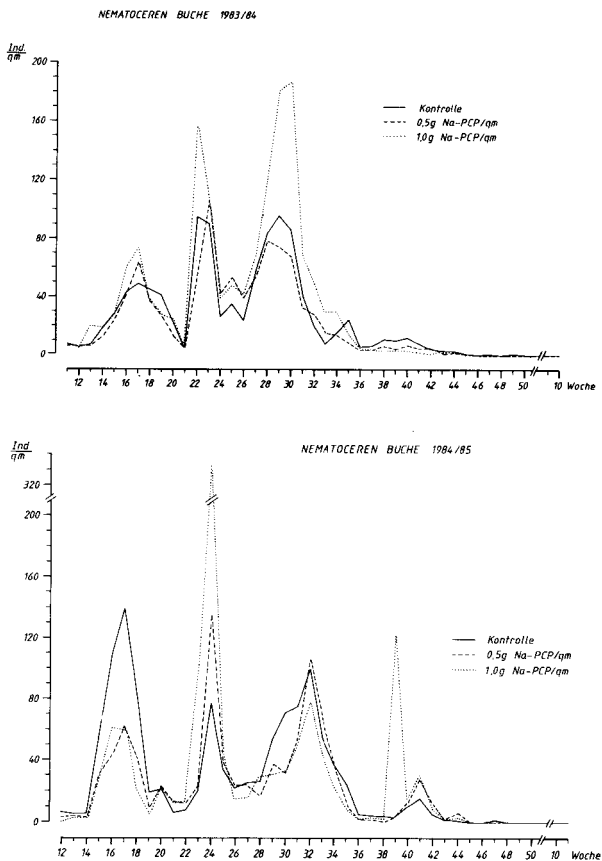 NEMATOCEREN BUCHE 1983/84
Ind.
qm
200
160
120
80
40
0
Kontrolle
0,5g Na-PCP/qm
1,0g Na-PCP/qm
12 14 16 18 20 22 24 26 28 30 32 34 36 38 40 42 44 46 50 10 Woche
NEMATOCEREN BUCHE 1984/85
Ind
qm
320
200
160
120
80
40
0
Kontrolle
0,5g Na-PCP/qm
1,0g Na-PCP/qm
12 14 16 18 20 22 24 26 28 30 32 34 36 38 40 42 44 46 48 50 10 Woche